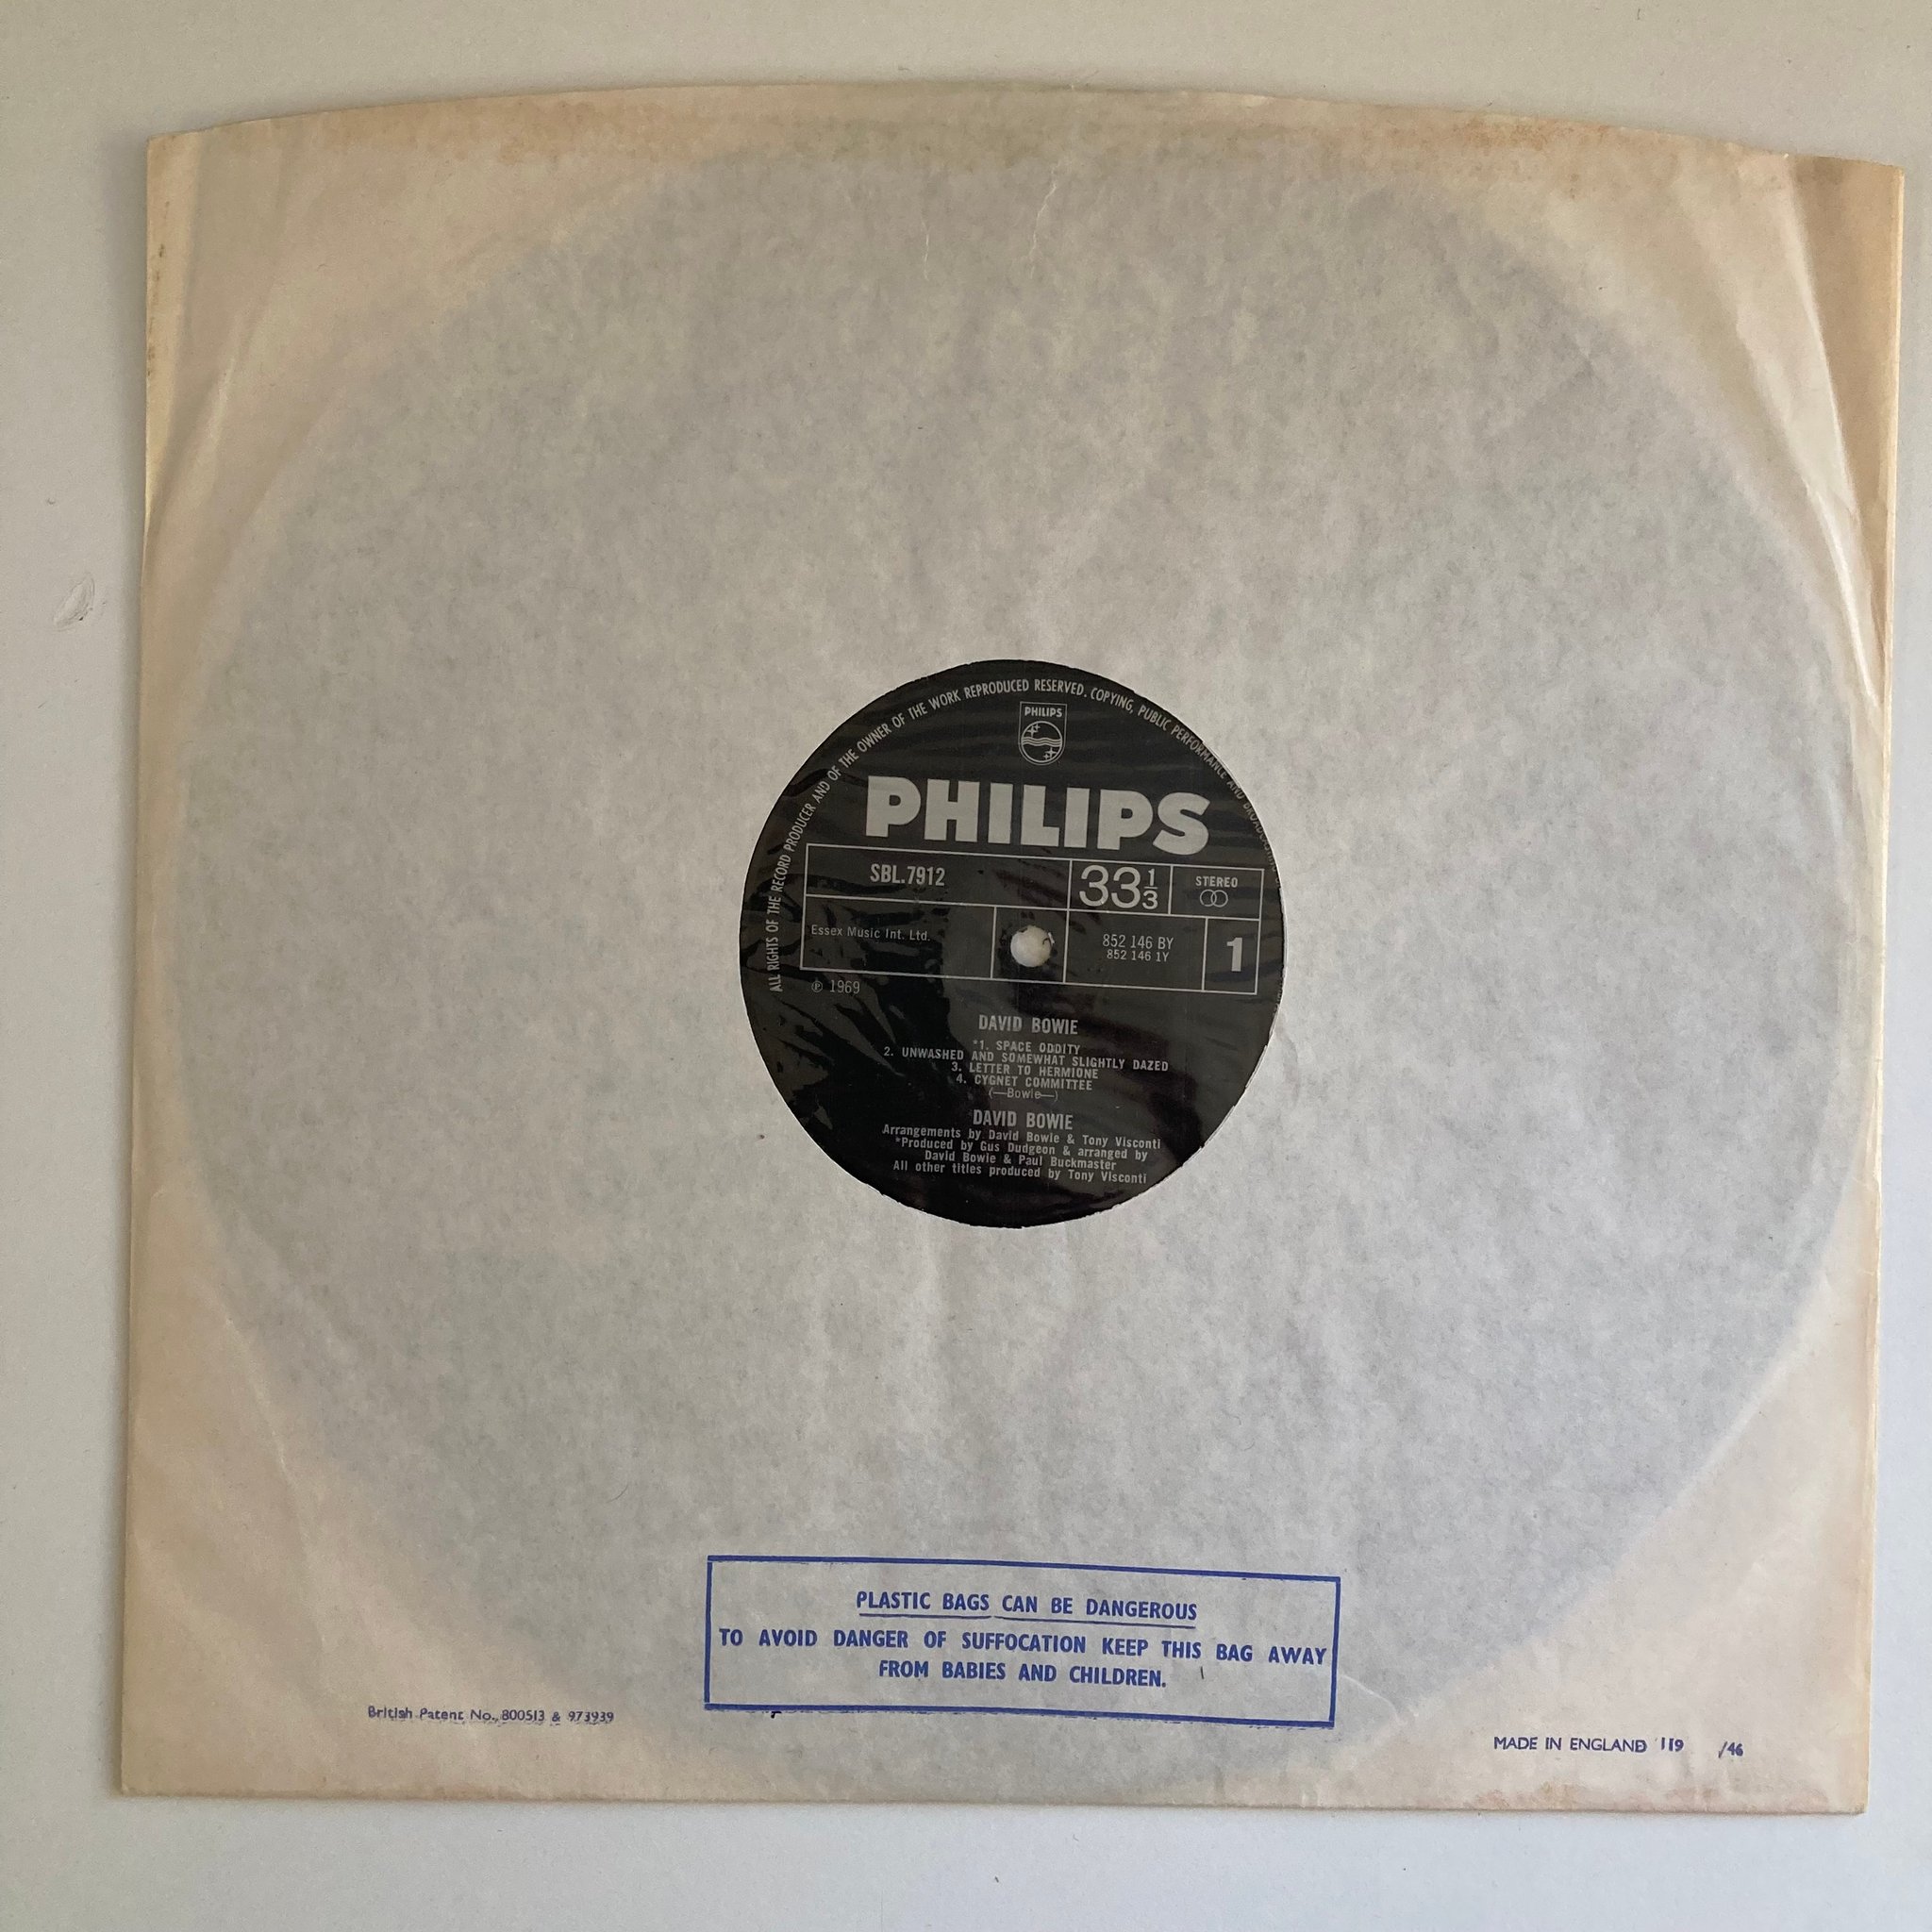 ALL RIGHTS OF THE RECORD PRODUCER AND OF THE OWNER OF THE WORK REPRODUCED RESERVED. COPYING, PUBLIC PERFORMANCE AND
PHILIPS
PHILIPS
SBL.7912
33 1/3
STEREO
Essex Music Int. Ltd.
852 146 BY
852 146 1Y
1
℗ 1969
DAVID BOWIE
*1. SPACE ODDITY
2. UNWASHED AND SOMEWHAT SLIGHTLY DAZED
3. LETTER TO HERMIONE
4. CYGNET COMMITTEE
(—Bowie—)
DAVID BOWIE
Arrangements by David Bowie & Tony Visconti
*Produced by Gus Dudgeon & arranged by
David Bowie & Paul Buckmaster
All other titles produced by Tony Visconti
PLASTIC BAGS CAN BE DANGEROUS
TO AVOID DANGER OF SUFFOCATION KEEP THIS BAG AWAY
FROM BABIES AND CHILDREN.
British Patent No. 800513 & 973939
MADE IN ENGLAND 119 /46